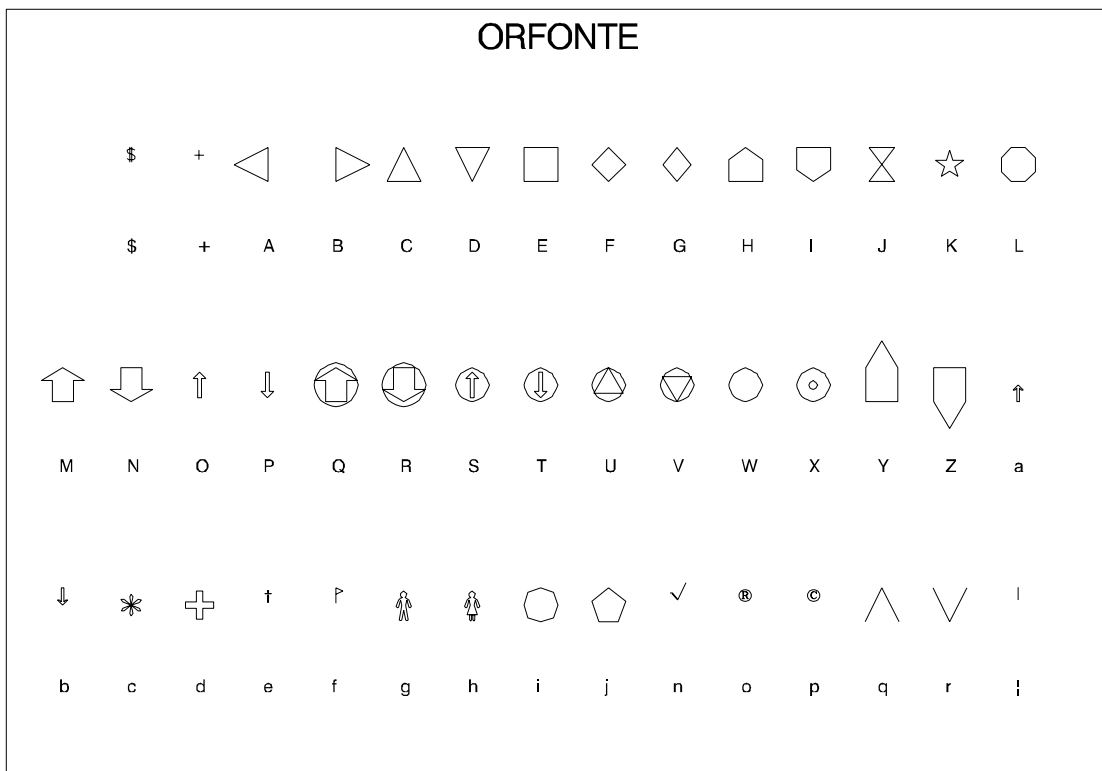 ORFONTE
$ +
$ + A B C D E F G H I J K L
M N O P Q R S T U V W X Y Z a
† ® ©
b c d e f g h i j n o p q r ¦